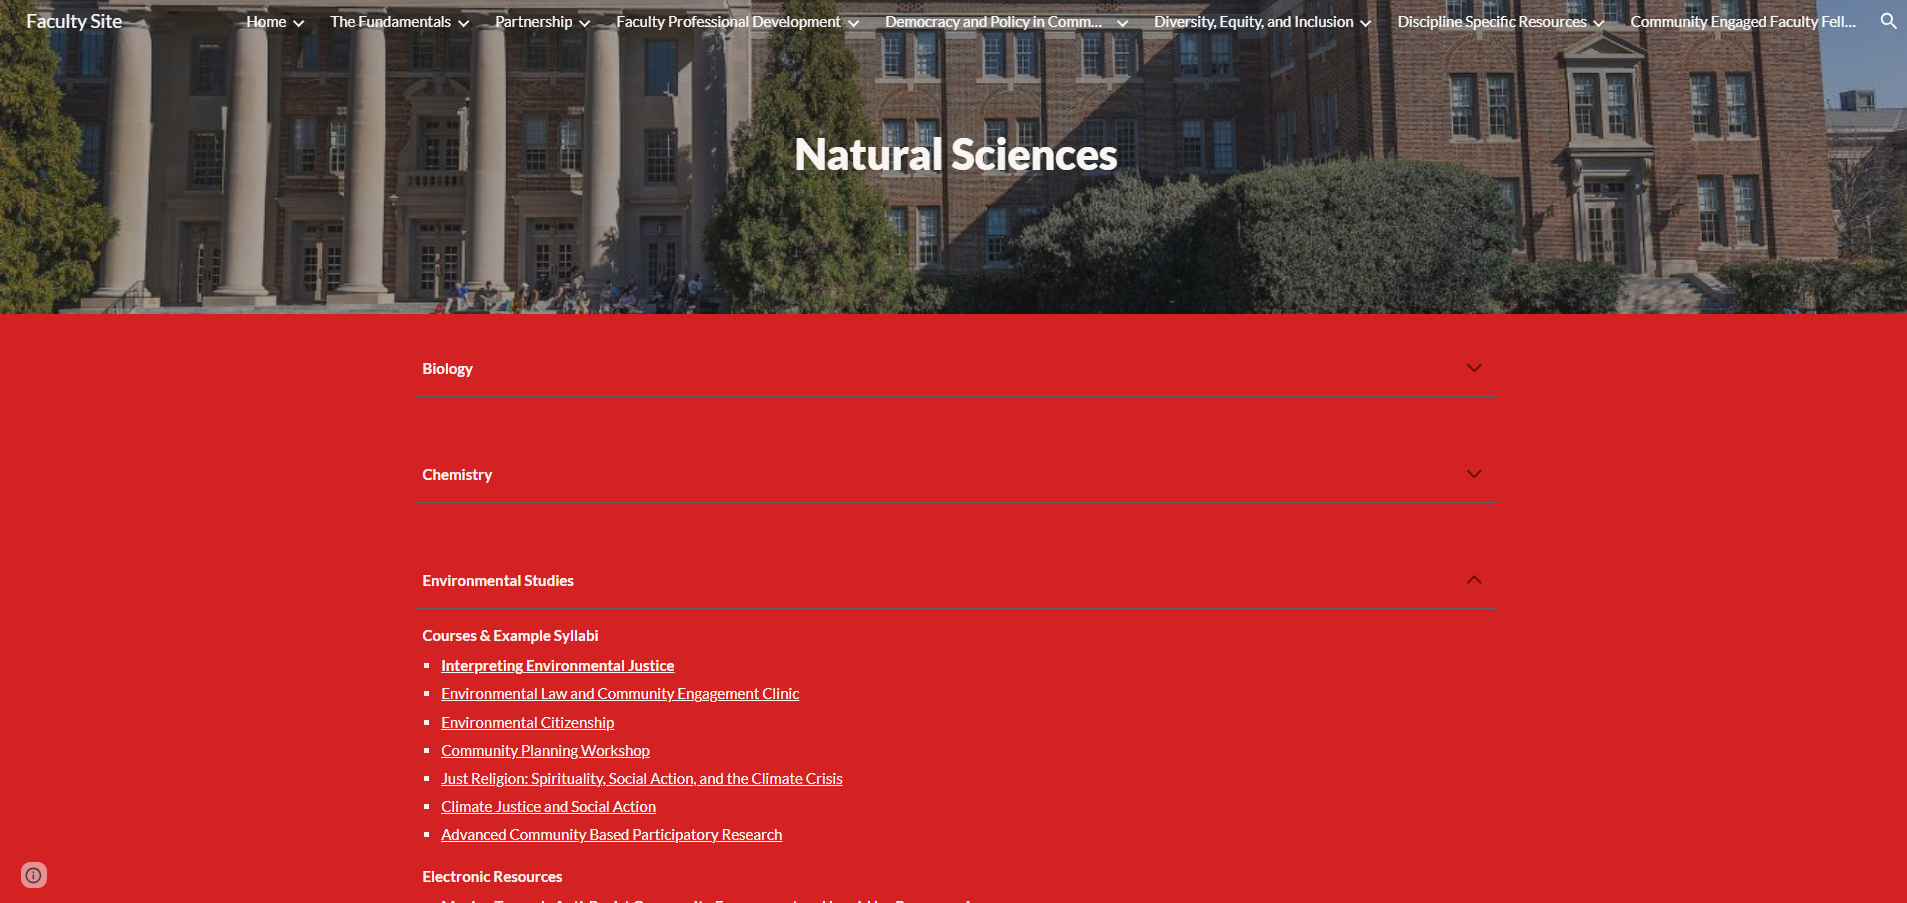 Faculty Site
Home
The Fundamentals
Partnership
Faculty Professional Development
Democracy and Policy in Comm...
Diversity, Equity, and Inclusion
Discipline Specific Resources
Community Engaged Faculty Fell...
Natural Sciences
Biology
Chemistry
Environmental Studies
Courses & Example Syllabi
Interpreting Environmental Justice
Environmental Law and Community Engagement Clinic
Environmental Citizenship
Community Planning Workshop
Just Religion: Spirituality, Social Action, and the Climate Crisis
Climate Justice and Social Action
Advanced Community Based Participatory Research
Electronic Resources